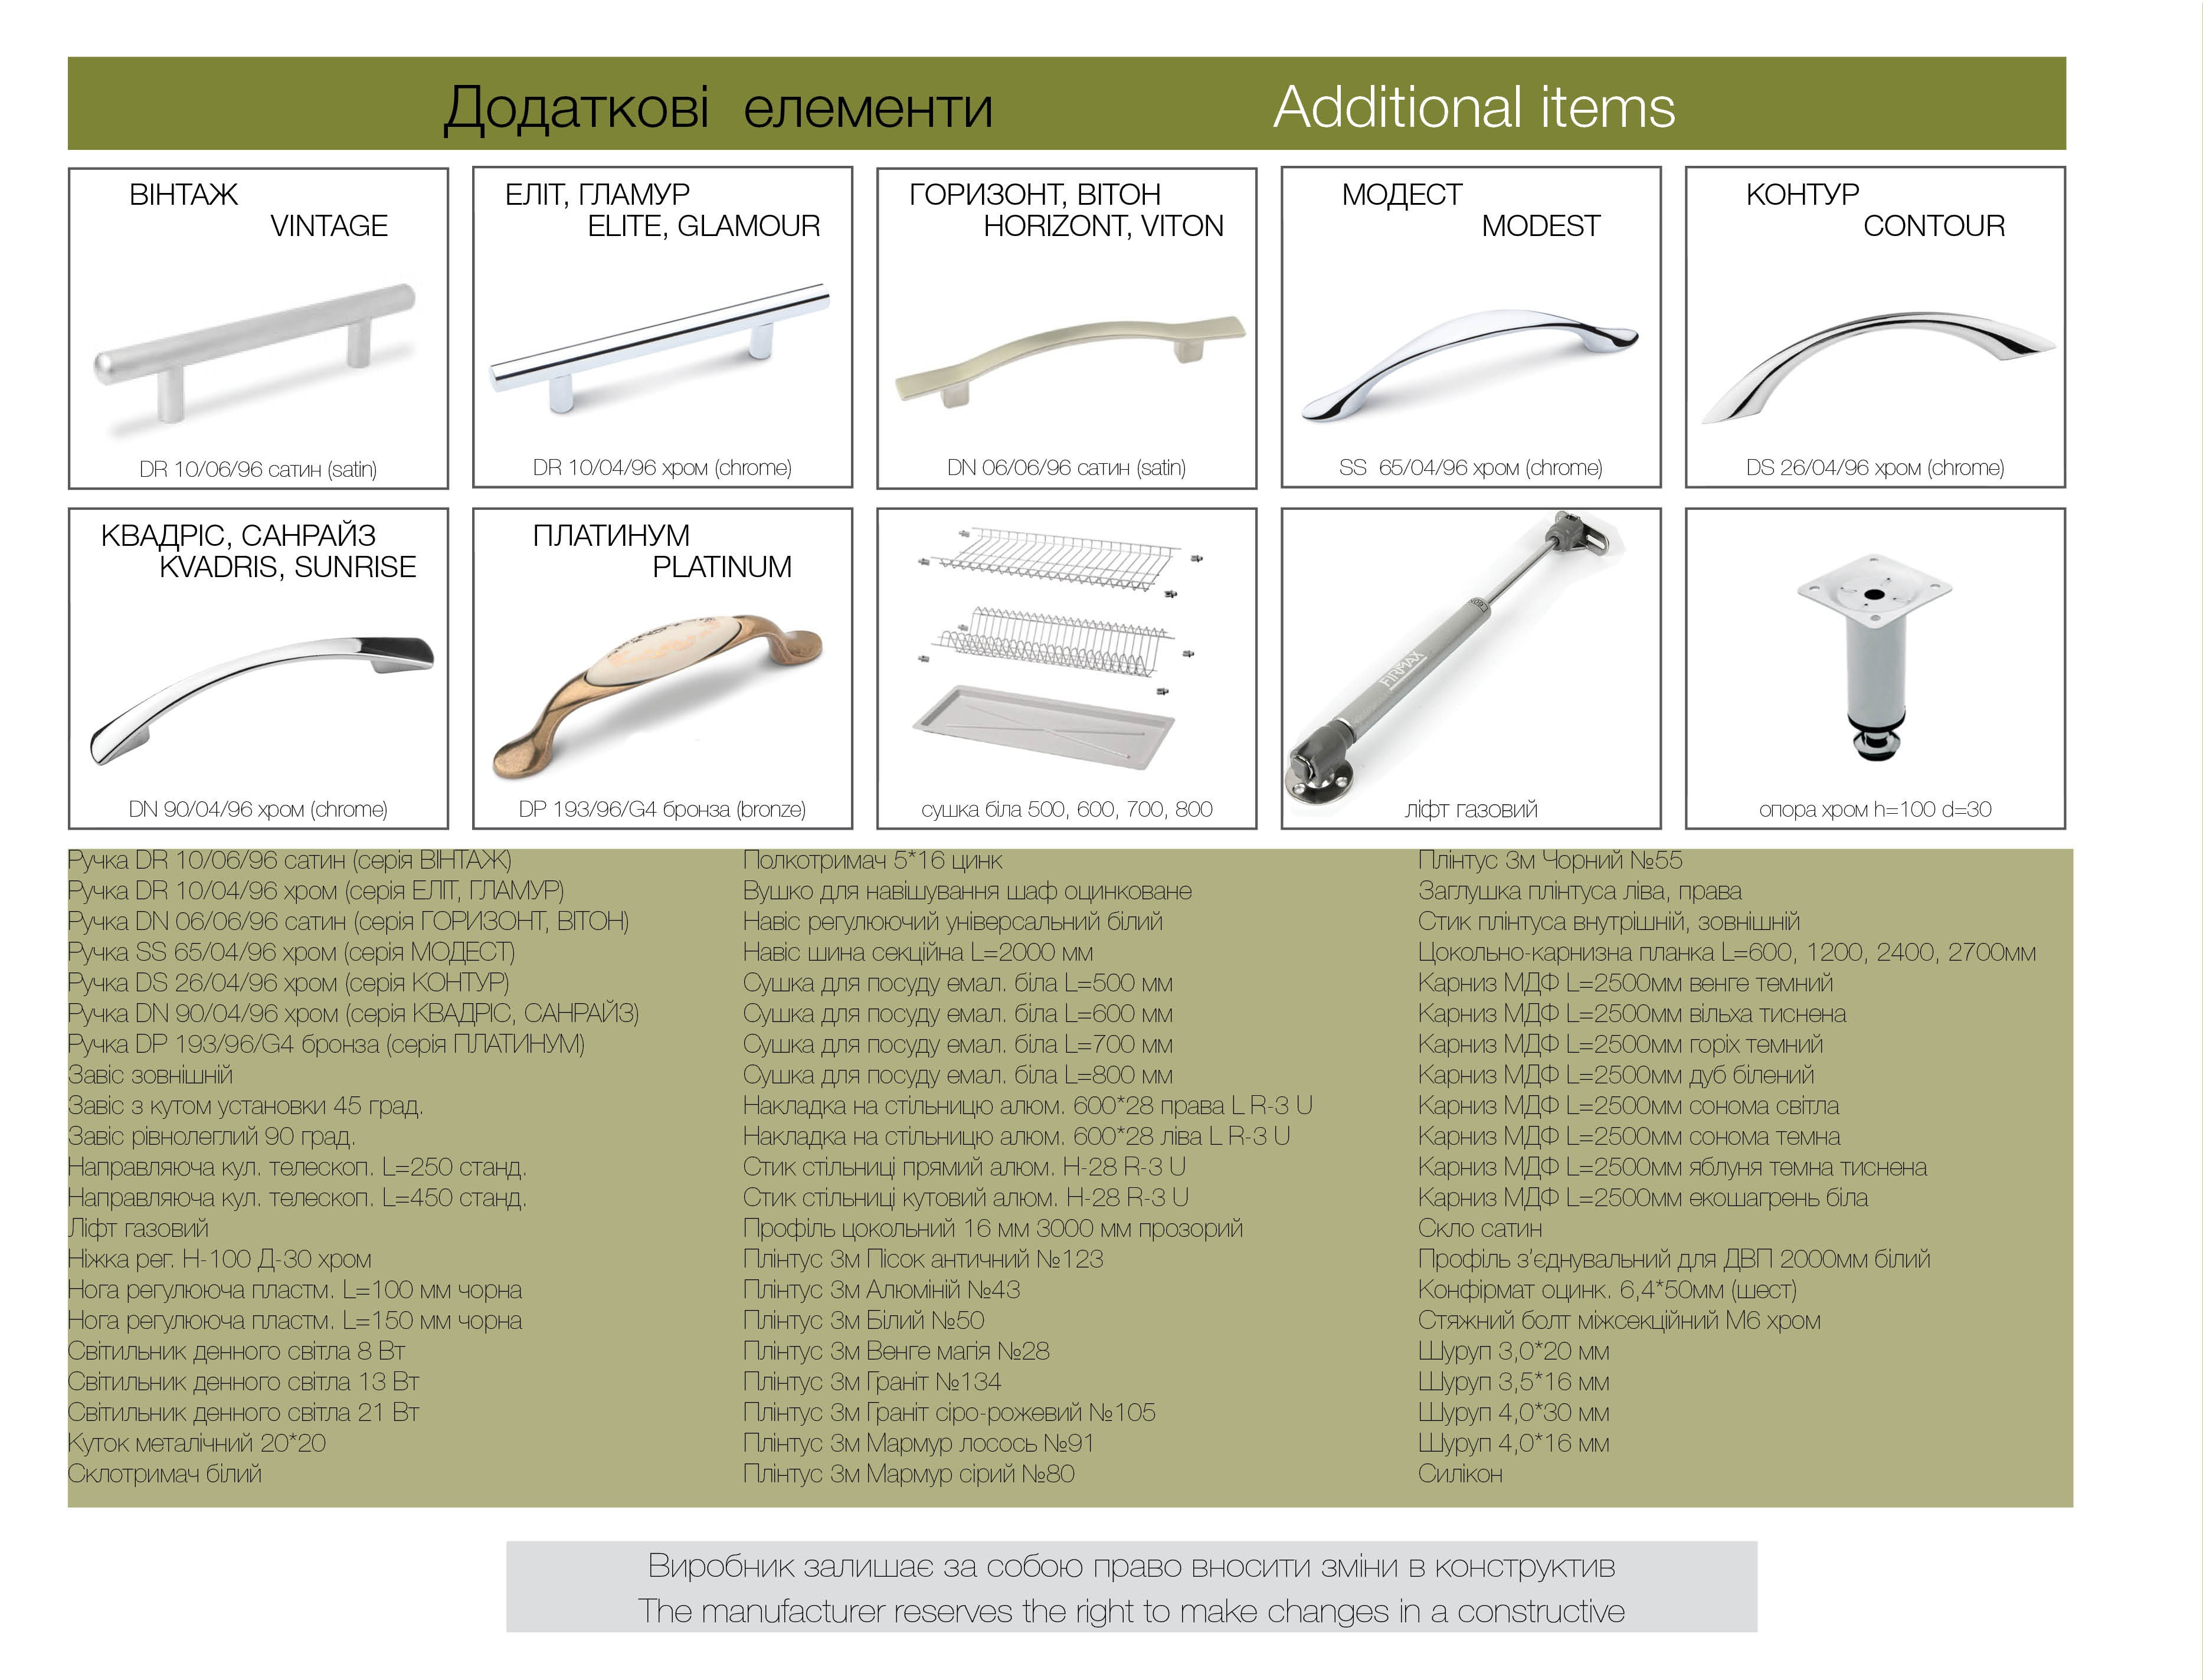 Додаткові елементи Additional items
ВІНТАЖ
VINTAGE
DR 10/06/96 сатин (satin)
ЕЛІТ, ГЛАМУР
ELITE, GLAMOUR
DR 10/04/96 хром (chrome)
ГОРИЗОНТ, ВІТОН
HORIZONT, VITON
DN 06/06/96 сатин (satin)
МОДЕСТ
MODEST
SS 65/04/96 хром (chrome)
КОНТУР
CONTOUR
DS 26/04/96 хром (chrome)
КВАДРІС, САНРАЙЗ
KVADRIS, SUNRISE
DN 90/04/96 хром (chrome)
ПЛАТИНУМ
PLATINUM
DP 193/96/G4 бронза (bronze)
сушка біла 500, 600, 700, 800
FIRMAX
ліфт газовий
опора хром h=100 d=30
Ручка DR 10/06/96 сатин (серія ВІНТАЖ)
Ручка DR 10/04/96 хром (серія ЕЛІТ, ГЛАМУР)
Ручка DN 06/06/96 сатин (серія ГОРИЗОНТ, ВІТОН)
Ручка SS 65/04/96 хром (серія МОДЕСТ)
Ручка DS 26/04/96 хром (серія КОНТУР)
Ручка DN 90/04/96 хром (серія КВАДРІС, САНРАЙЗ)
Ручка DP 193/96/G4 бронза (серія ПЛАТИНУМ)
Завіс зовнішній
Завіс з кутом установки 45 град.
Завіс рівнолеглий 90 град.
Направляюча кул. телескоп. L=250 станд.
Направляюча кул. телескоп. L=450 станд.
Ліфт газовий
Ніжка рег. Н-100 Д-30 хром
Нога регулююча пластм. L=100 мм чорна
Нога регулююча пластм. L=150 мм чорна
Світильник денного світла 8 Вт
Світильник денного світла 13 Вт
Світильник денного світла 21 Вт
Куток металічний 20*20
Склотримач білий
Полкотримач 5*16 цинк
Вушко для навішування шаф оцинковане
Навіс регулюючий універсальний білий
Навіс шина секційна L=2000 мм
Сушка для посуду емал. біла L=500 мм
Сушка для посуду емал. біла L=600 мм
Сушка для посуду емал. біла L=700 мм
Сушка для посуду емал. біла L=800 мм
Накладка на стільницю алюм. 600*28 права L R-3 U
Накладка на стільницю алюм. 600*28 ліва L R-3 U
Стик стільниці прямий алюм. Н-28 R-3 U
Стик стільниці кутовий алюм. Н-28 R-3 U
Профіль цокольний 16 мм 3000 мм прозорий
Плінтус 3м Пісок античний №123
Плінтус 3м Алюміній №43
Плінтус 3м Білий №50
Плінтус 3м Венге магія №28
Плінтус 3м Граніт №134
Плінтус 3м Граніт сіро-рожевий №105
Плінтус 3м Мармур лосось №91
Плінтус 3м Мармур сірий №80
Плінтус 3м Чорний №55
Заглушка плінтуса ліва, права
Стик плінтуса внутрішній, зовнішній
Цокольно-карнизна планка L=600, 1200, 2400, 2700мм
Карниз МДФ L=2500мм венге темний
Карниз МДФ L=2500мм вільха тиснена
Карниз МДФ L=2500мм горіх темний
Карниз МДФ L=2500мм дуб білений
Карниз МДФ L=2500мм сонома світла
Карниз МДФ L=2500мм сонома темна
Карниз МДФ L=2500мм яблуня темна тиснена
Карниз МДФ L=2500мм екошагрень біла
Скло сатин
Профіль з’єднувальний для ДВП 2000мм білий
Конфірмат оцинк. 6,4*50мм (шест)
Стяжний болт міжсекційний М6 хром
Шуруп 3,0*20 мм
Шуруп 3,5*16 мм
Шуруп 4,0*30 мм
Шуруп 4,0*16 мм
Силікон
Виробник залишає за собою право вносити зміни в конструктив
The manufacturer reserves the right to make changes in a constructive